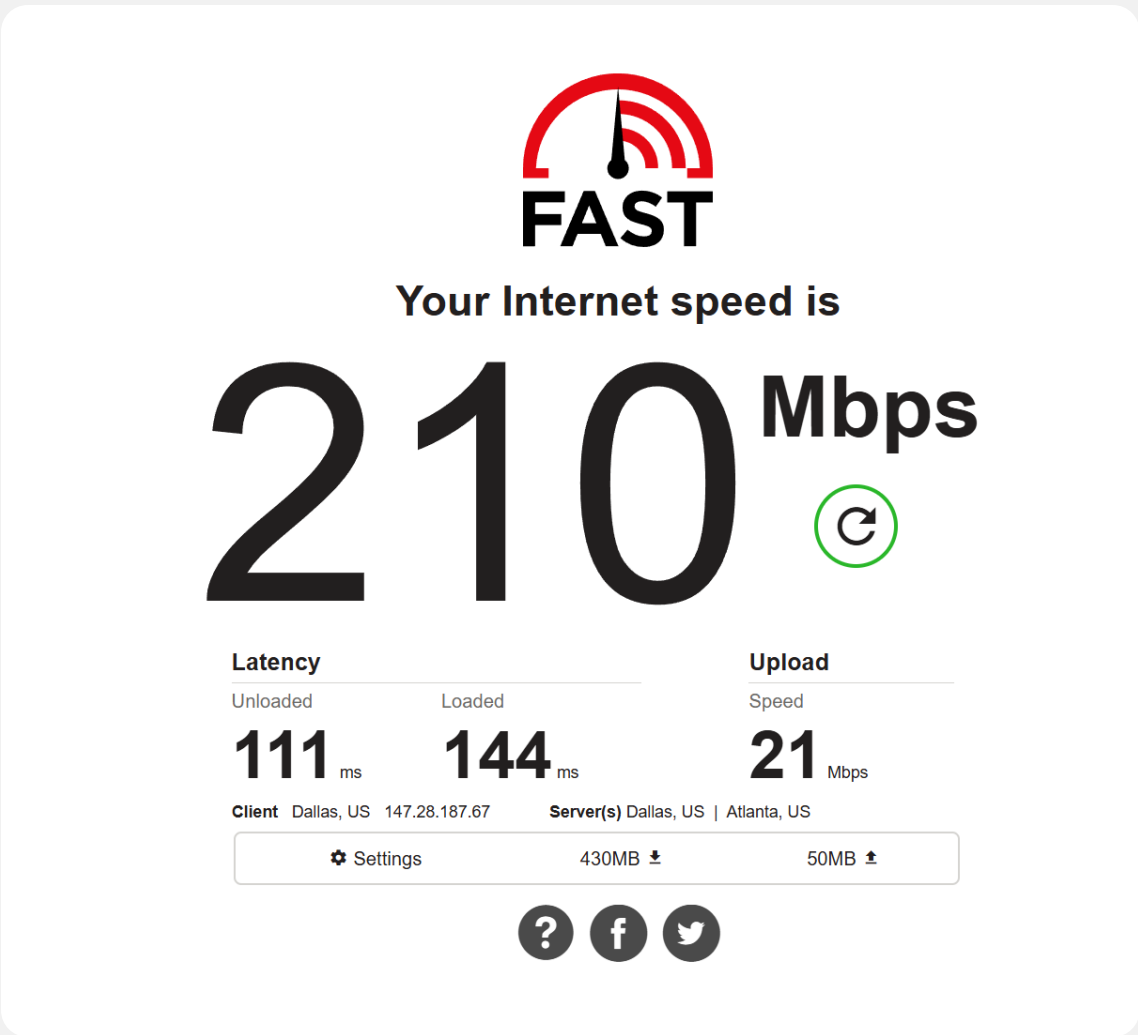 FAST
Your Internet speed is
210 Mbps
Latency Upload
Unloaded Loaded Speed
111 ms 144 ms 21 Mbps
Client Dallas, US 147.28.187.67 Server(s) Dallas, US | Atlanta, US
Settings 430MB 50MB
?